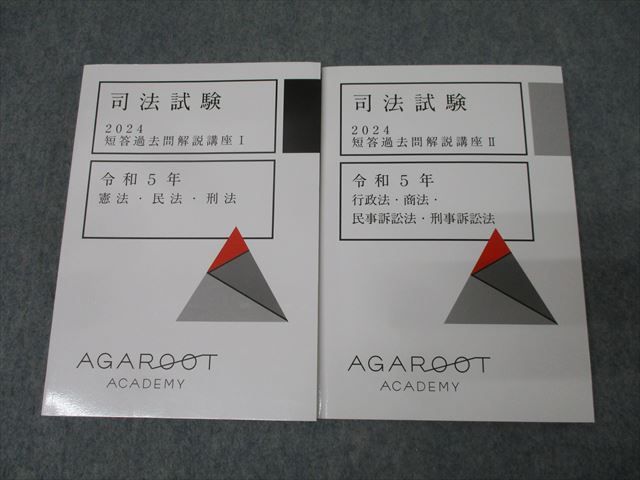 司法試験
2024
短答過去問解説講座Ⅰ
令和5年
憲法・民法・刑法
AGAROOT
ACADEMY
司法試験
2024
短答過去問解説講座Ⅱ
令和5年
行政法・商法・
民事訴訟法・刑事訴訟法
AGAROOT
ACADEMY